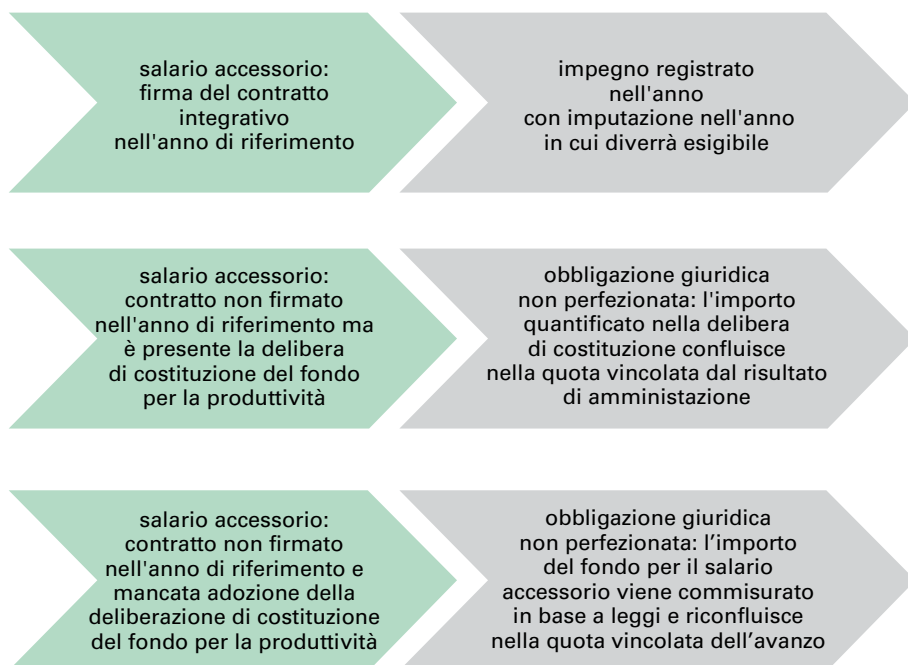 salario accessorio:
firma del contratto
integrativo
nell'anno di riferimento
impegno registrato
nell'anno
con imputazione nell'anno
in cui diverrà esigibile
salario accessorio:
contratto non firmato
nell'anno di riferimento ma
è presente la delibera
di costituzione del fondo
per la produttività
obbligazione giuridica
non perfezionata: l'importo
quantificato nella delibera
di costituzione confluisce
nella quota vincolata dal risultato
di amministazione
salario accessorio:
contratto non firmato
nell'anno di riferimento e
mancata adozione della
deliberazione di costituzione
del fondo per la produttività
obbligazione giuridica
non perfezionata: l’importo
del fondo per il salario
accessorio viene commisurato
in base a leggi e riconfluisce
nella quota vincolata dell’avanzo